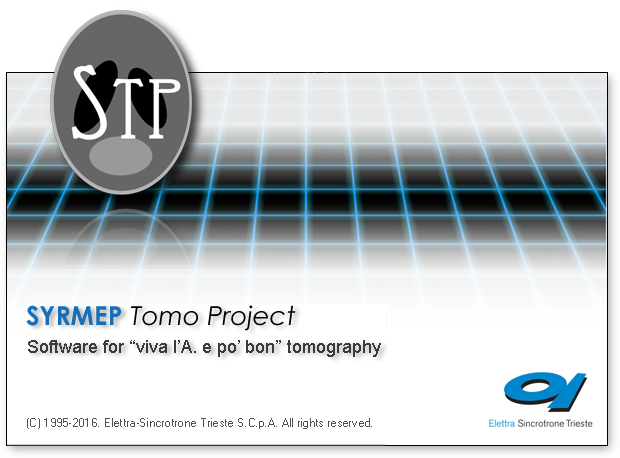 STP
SYRMEP Tomo Project
Software for “viva l’A. e po’ bon” tomography
Elettra Sincrotrone Trieste
(C) 1995-2016. Elettra-Sincrotrone Trieste S.C.p.A. All rights reserved.